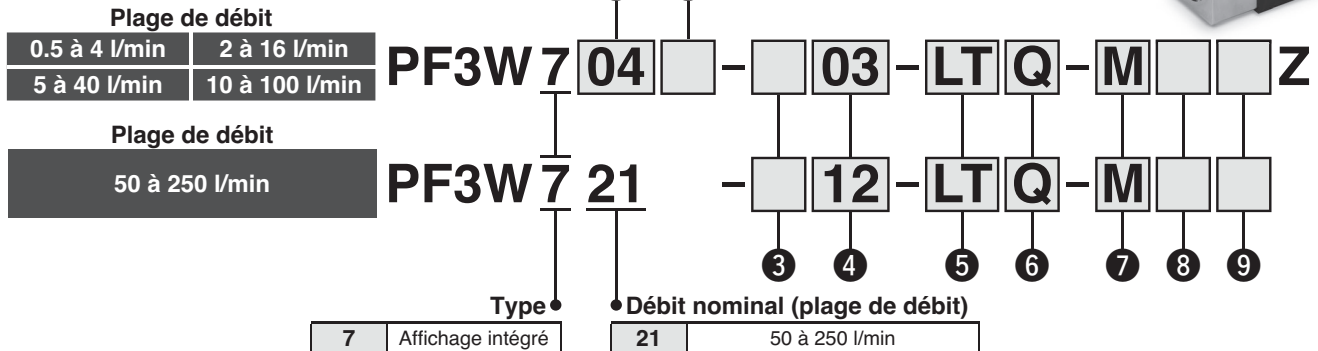 Plage de débit
0.5 à 4 l/min 2 à 16 l/min
5 à 40 l/min 10 à 100 l/min
PF3W 7 04 - 03 - LT Q - M Z
Plage de débit
50 à 250 l/min
PF3W 7 21 - 12 - LT Q - M
3 4 5 6 7 8 9
Type
7 Affichage intégré
Débit nominal (plage de débit)
21 50 à 250 l/min